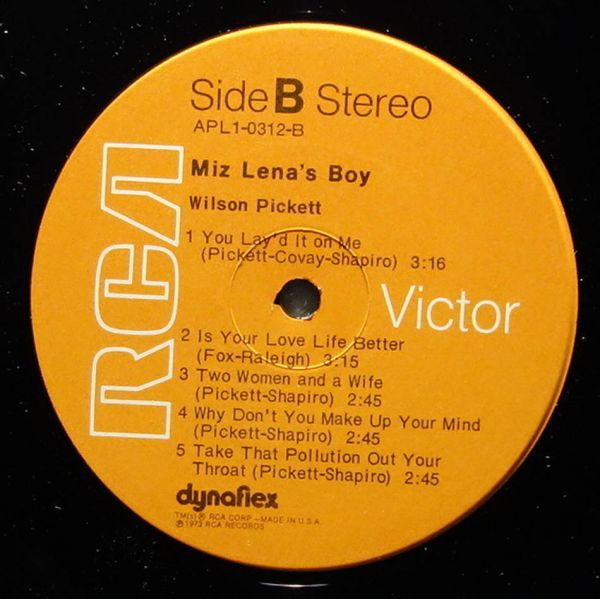 Side B Stereo
APL1-0312-B
Miz Lena's Boy
Wilson Pickett
1 You Lay'd it on Me
(Pickett-Covay-Shapiro) 3:16
RCA Victor
2 Is Your Love Life Better
(Fox-Raleigh) 3:15
3 Two Women and a Wife
(Pickett-Shapiro) 2:45
4 Why Don't You Make Up Your Mind
(Pickett-Shapiro) 2:45
5 Take That Pollution Out Your
Throat (Pickett-Shapiro) 2:45
dynaflex
TM(s) ® RCA CORP.-MADE IN U.S.A.
℗ 1973 RCA RECORDS